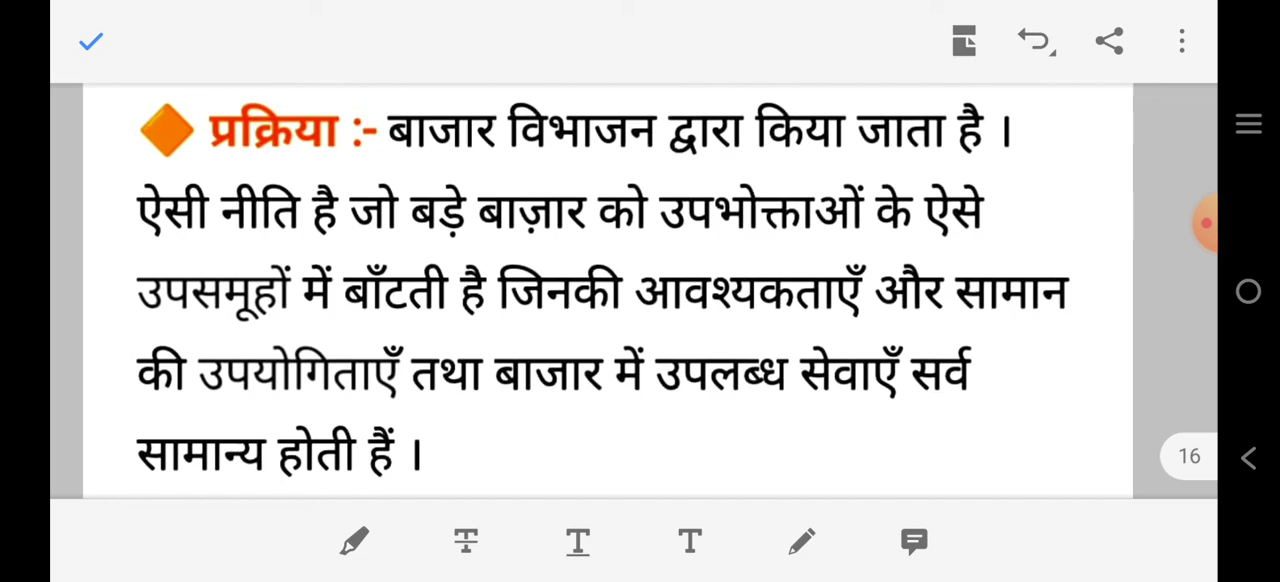 प्रक्रिया :- बाजार विभाजन द्वारा किया जाता है ।
ऐसी नीति है जो बड़े बाज़ार को उपभोक्ताओं के ऐसे
उपसमूहों में बाँटती है जिनकी आवश्यकताएँ और सामान
की उपयोगिताएँ तथा बाजार में उपलब्ध सेवाएँ सर्व
सामान्य होती हैं ।
16